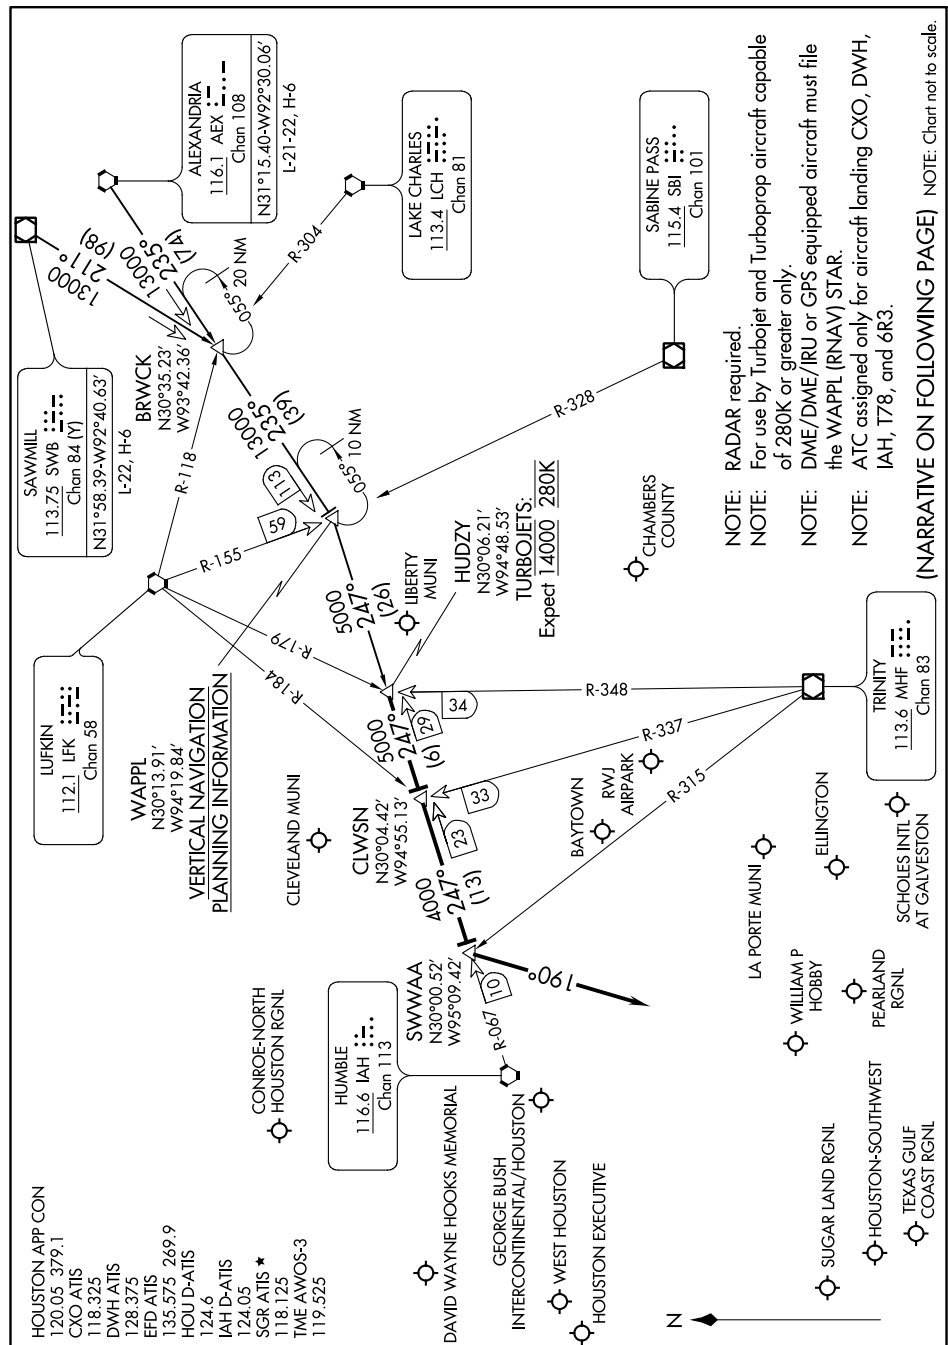 HOUSTON APP CON
120.05 379.1
CXO ATIS
118.325
DWH ATIS
128.375
EFD ATIS
135.575 269.9
HOU D-ATIS
124.6
IAH D-ATIS
124.05
SGR ATIS ★
118.125
TME AWOS-3
119.525
SAWMILL
113.75 SWB
Chan 84 (Y)
N31°58.39-W92°40.63'
L-22, H-6
ALEXANDRIA
116.1 AEX
Chan 108
N31°15.40-W92°30.06'
L-21-22, H-6
LAKE CHARLES
113.4 LCH
Chan 81
SABINE PASS
115.4 SBI
Chan 101
LUFKIN
112.1 LFK
Chan 58
HUMBLE
116.6 IAH
Chan 113
TRINITY
113.6 MHF
Chan 83
13000
211°
(98)
13000
235°
(74)
BRWCK
N30°35.23'
W93°42.36'
055° 20 NM
R-304
R-118
13000
235°
(39)
113
59
R-155
055° 10 NM
R-328
WAPPL
N30°13.91'
W94°19.84'
VERTICAL NAVIGATION
PLANNING INFORMATION
5000
247°
(26)
R-179
R-184
LIBERTY
MUNI
HUDZY
N30°06.21'
W94°48.53'
TURBOJETS:
Expect 14000 280K
34
29
R-348
5000
247°
(6)
CLWSN
N30°04.42'
W94°55.13'
33
23
R-337
4000
247°
(13)
SWWAA
N30°00.52'
W95°09.42'
10
R-067
R-315
190°
CLEVELAND MUNI
CONROE-NORTH
HOUSTON RGNL
CHAMBERS
COUNTY
BAYTOWN
RWJ
AIRPARK
LA PORTE MUNI
ELLINGTON
SCHOLES INTL
AT GALVESTON
WILLIAM P
HOBBY
PEARLAND
RGNL
DAVID WAYNE HOOKS MEMORIAL
GEORGE BUSH
INTERCONTINENTAL/HOUSTON
WEST HOUSTON
HOUSTON EXECUTIVE
SUGAR LAND RGNL
HOUSTON-SOUTHWEST
TEXAS GULF
COAST RGNL
N
NOTE: RADAR required.
NOTE: For use by Turbojet and Turboprop aircraft capable
of 280K or greater only.
NOTE: DME/DME/IRU or GPS equipped aircraft must file
the WAPPL (RNAV) STAR.
NOTE: ATC assigned only for aircraft landing CXO, DWH,
IAH, T78, and 6R3.
(NARRATIVE ON FOLLOWING PAGE) NOTE: Chart not to scale.